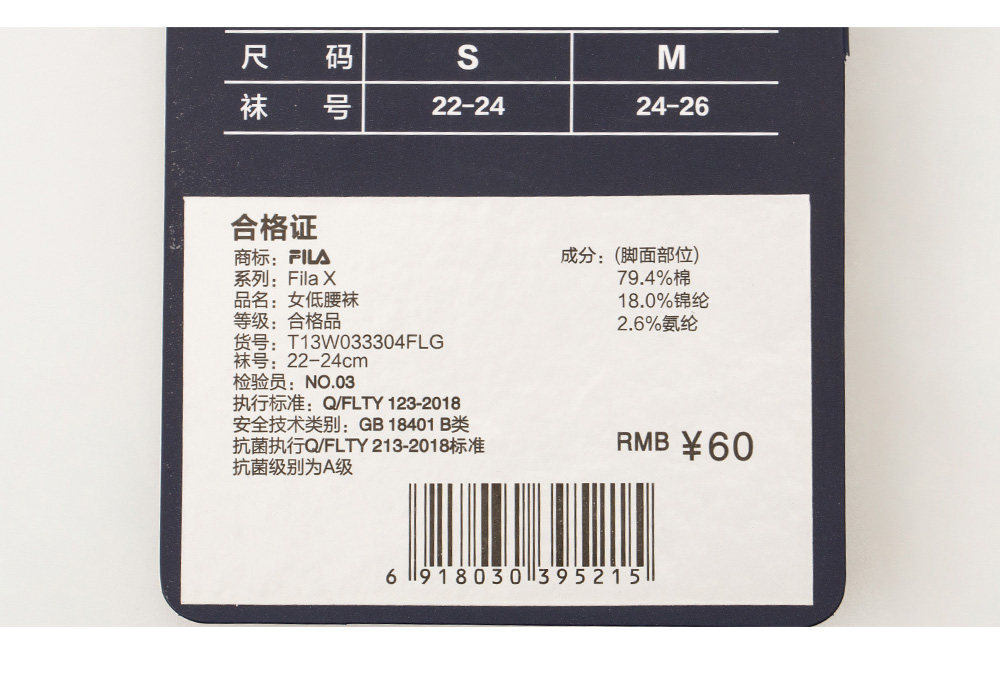 尺 码 S M
袜 号 22-24 24-26
合格证
商标：FILA
系列：Fila X
品名：女低腰袜
等级：合格品
货号：T13W033304FLG
袜号：22-24cm
检验员：NO.03
执行标准：Q/FLTY 123-2018
安全技术类别：GB 18401 B类
抗菌执行Q/FLTY 213-2018标准
抗菌级别为A级
成分：(脚面部位)
79.4%棉
18.0%锦纶
2.6%氨纶
RMB ¥60
6 918030 395215